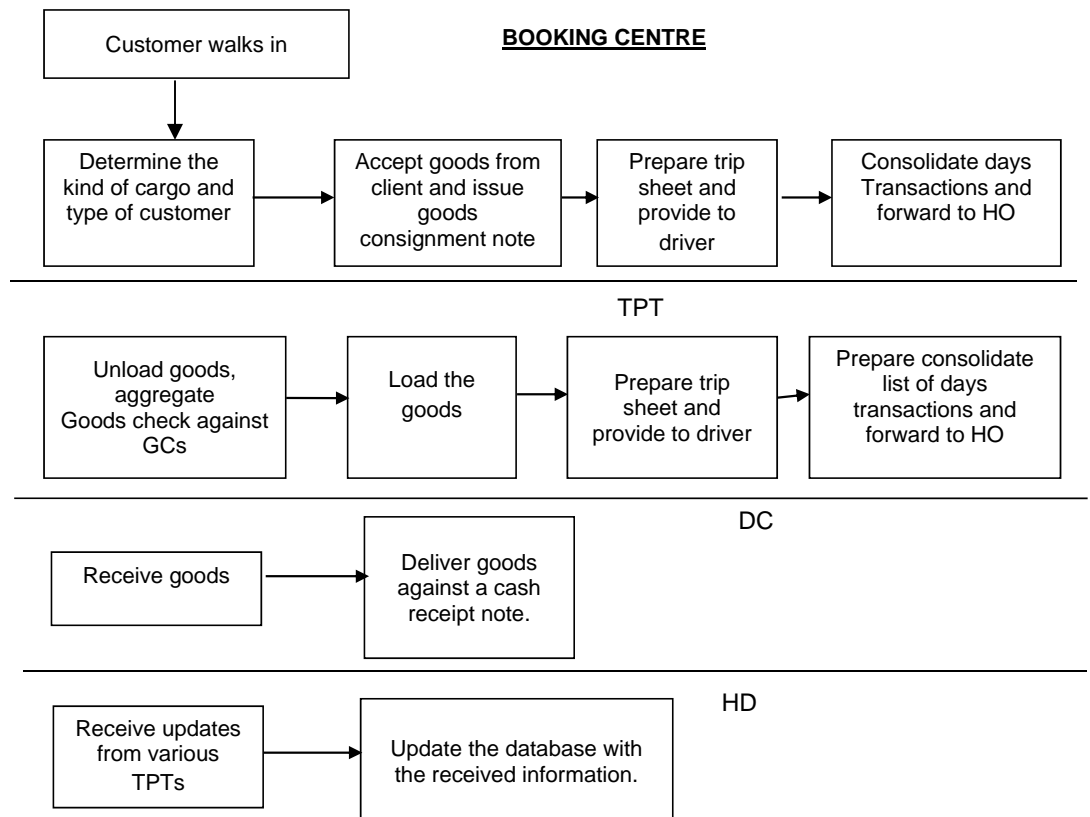 Customer walks in
BOOKING CENTRE
Determine the
kind of cargo and
type of customer
Accept goods from
client and issue
goods
consignment note
Prepare trip
sheet and
provide to
driver
Consolidate days
Transactions and
forward to HO
TPT
Unload goods,
aggregate
Goods check against
GCs
Load the
goods
Prepare trip
sheet and
provide to driver
Prepare consolidate
list of days
transactions and
forward to HO
DC
Receive goods
Deliver goods
against a cash
receipt note.
HD
Receive updates
from various
TPTs
Update the database with
the received information.